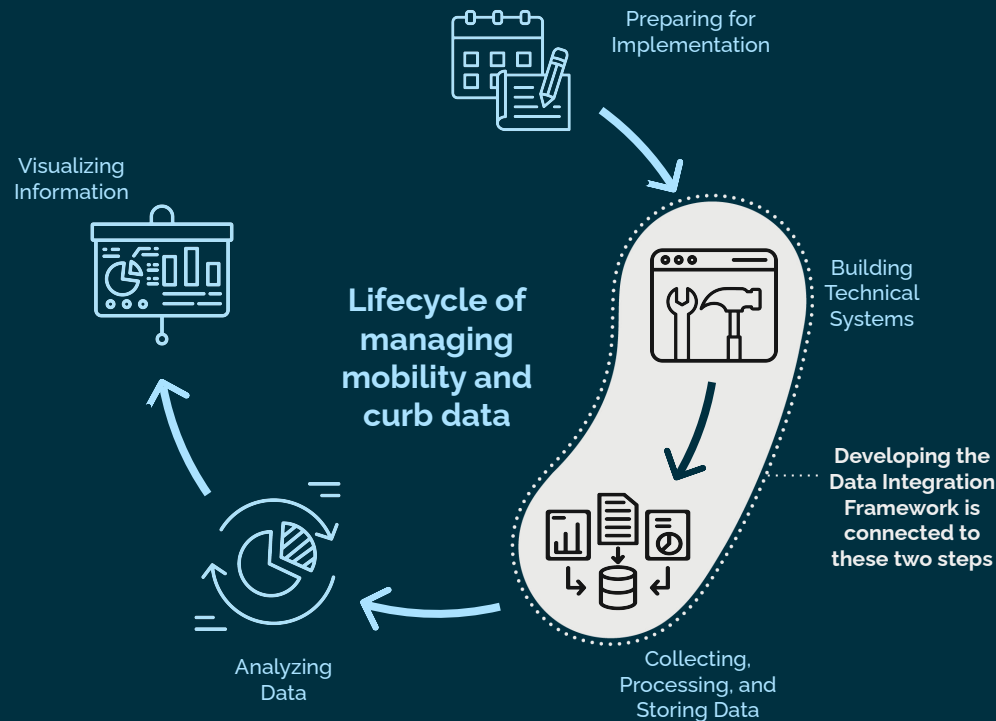 Preparing for
Implementation
Visualizing
Information
Building
Technical
Systems
Lifecycle of
managing
mobility and
curb data
Developing the
Data Integration
Framework is
connected to
these two steps
Analyzing
Data
Collecting,
Processing, and
Storing Data